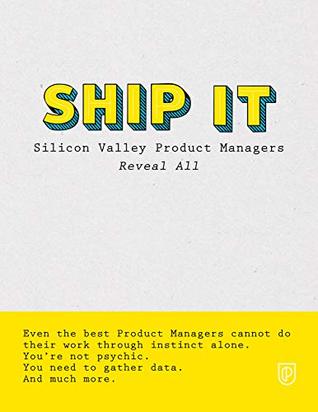 SHIP IT
Silicon Valley Product Managers
Reveal All
Even the best Product Managers cannot do
their work through instinct alone.
You're not psychic.
You need to gather data.
And much more.